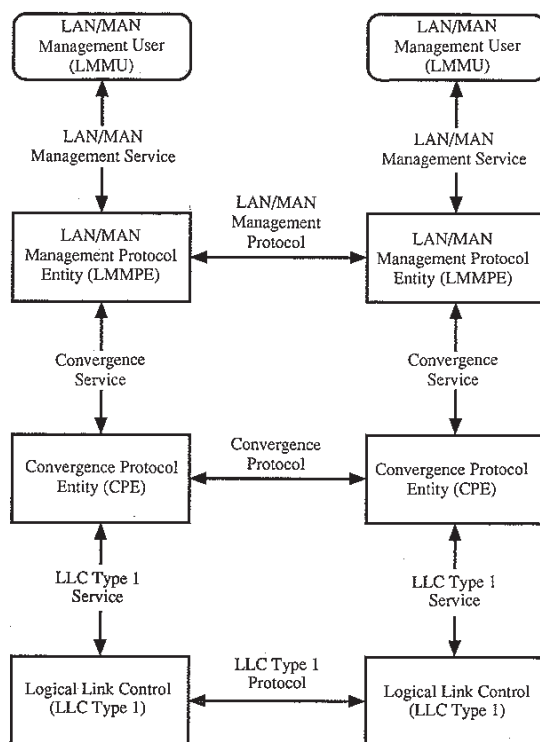 LAN/MAN
Management User
(LMMU)
LAN/MAN
Management User
(LMMU)
LAN/MAN
Management Service
LAN/MAN
Management Service
LAN/MAN
Management Protocol
Entity (LMMPE)
LAN/MAN
Management
Protocol
LAN/MAN
Management Protocol
Entity (LMMPE)
Convergence
Service
Convergence
Service
Convergence Protocol
Entity (CPE)
Convergence
Protocol
Convergence Protocol
Entity (CPE)
LLC Type 1
Service
LLC Type 1
Service
Logical Link Control
(LLC Type 1)
LLC Type 1
Protocol
Logical Link Control
(LLC Type 1)